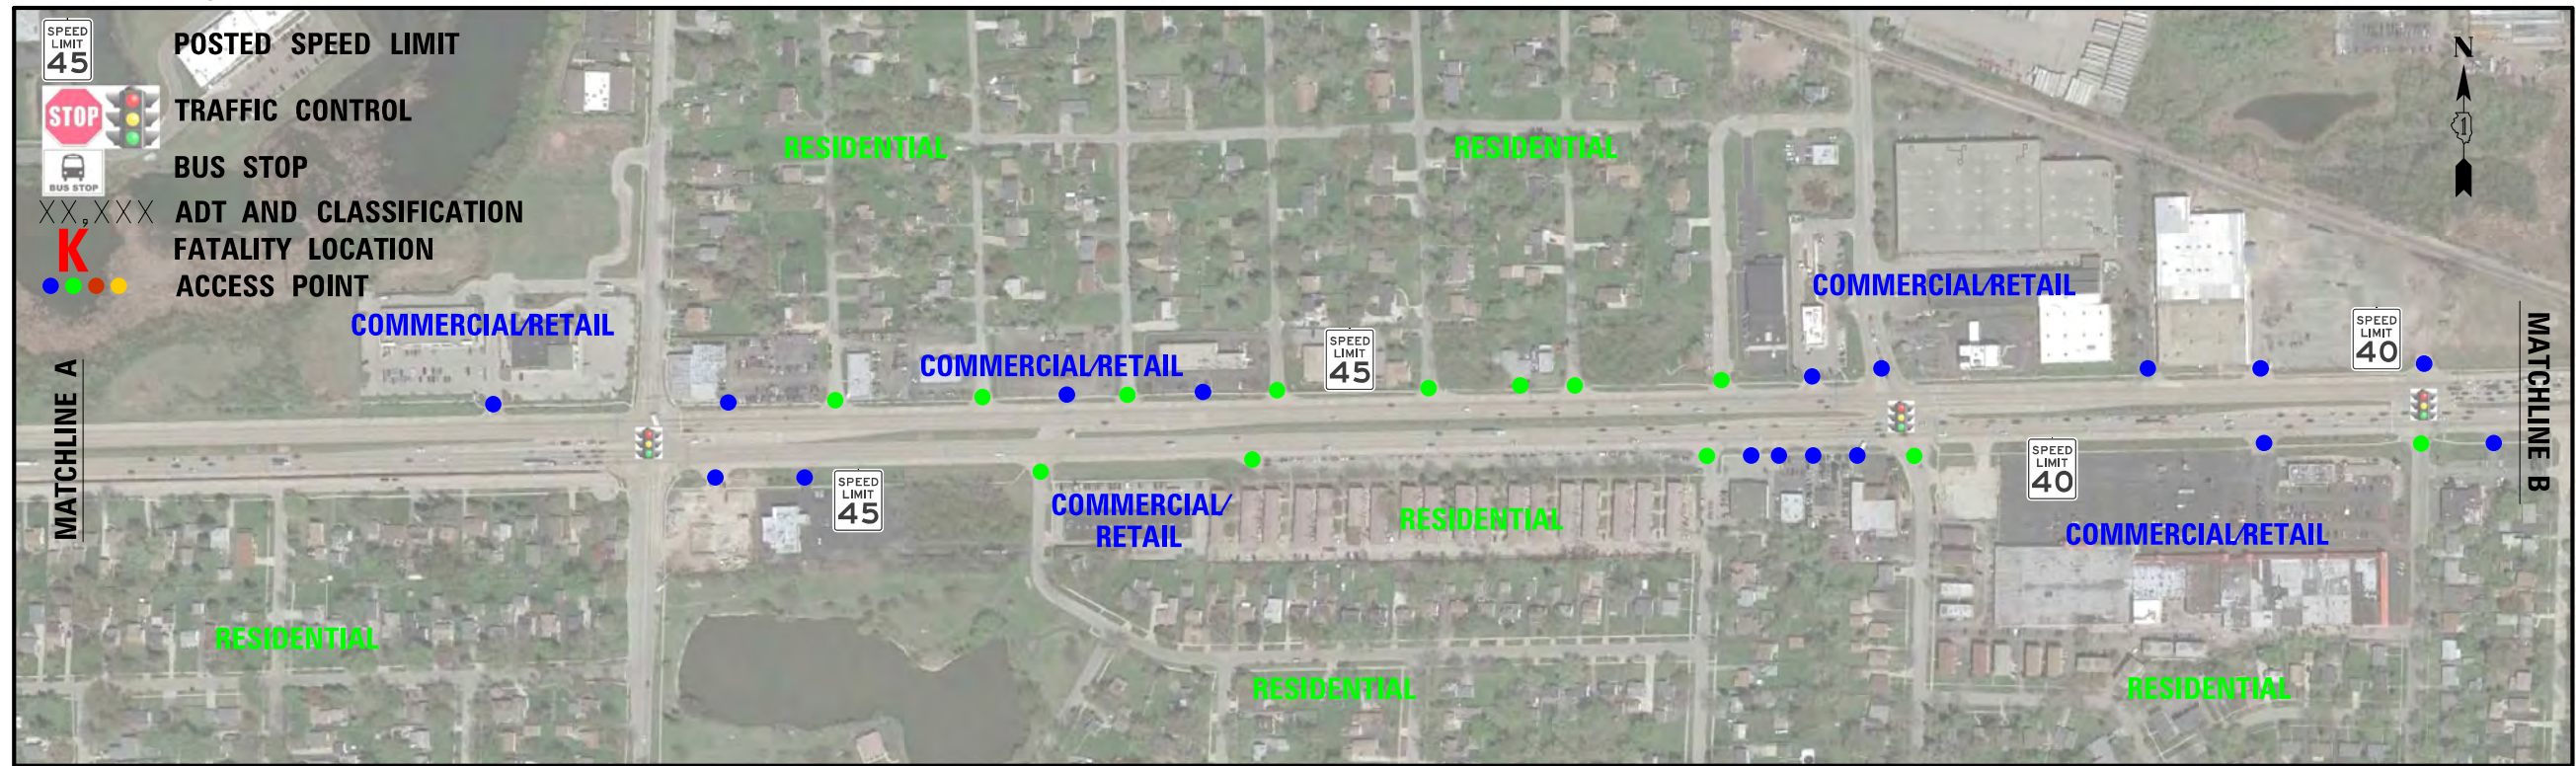 SPEED
LIMIT
45
POSTED SPEED LIMIT
STOP
TRAFFIC CONTROL
BUS STOP
BUS STOP
XX,XXX ADT AND CLASSIFICATION
K FATALITY LOCATION
ACCESS POINT
N
1
RESIDENTIAL
RESIDENTIAL
COMMERCIAL/RETAIL
COMMERCIAL/RETAIL
COMMERCIAL/RETAIL
SPEED
LIMIT
45
SPEED
LIMIT
40
MATCHLINE A
MATCHLINE B
SPEED
LIMIT
45
COMMERCIAL/
RETAIL
RESIDENTIAL
SPEED
LIMIT
40
COMMERCIAL/RETAIL
RESIDENTIAL
RESIDENTIAL
RESIDENTIAL